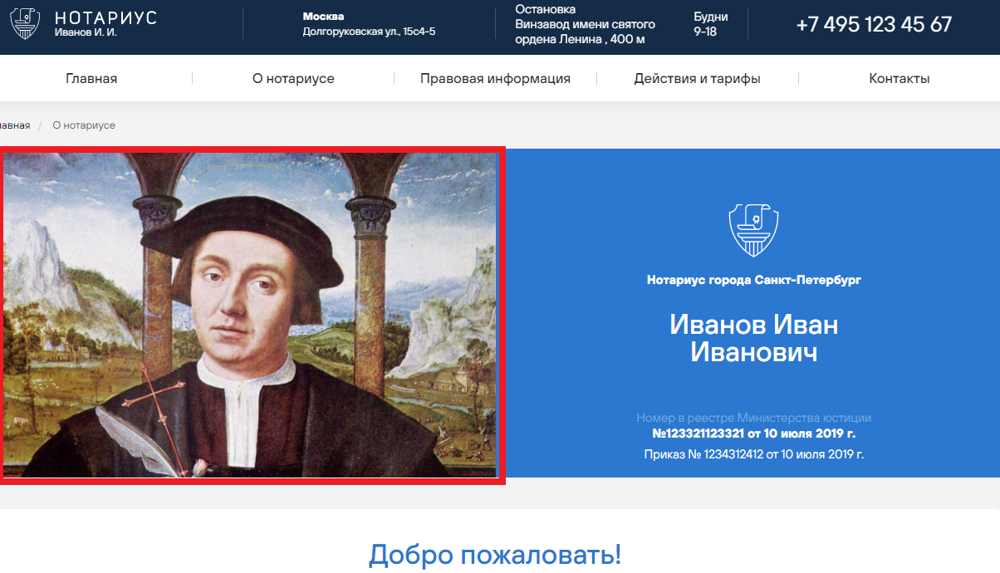 НОТАРИУС
Иванов И. И.
Москва
Долгоруковская ул., 15с4-5
Остановка
Винзавод имени святого
ордена Ленина , 400 м
Будни
9-18
+7 495 123 45 67
Главная
О нотариусе
Правовая информация
Действия и тарифы
Контакты
лавная / О нотариусе
Нотариус города Санкт-Петербург
Иванов Иван
Иванович
Номер в реестре Министерства юстиции
№123321123321 от 10 июля 2019 г.
Приказ № 1234312412 от 10 июля 2019 г.
Добро пожаловать!